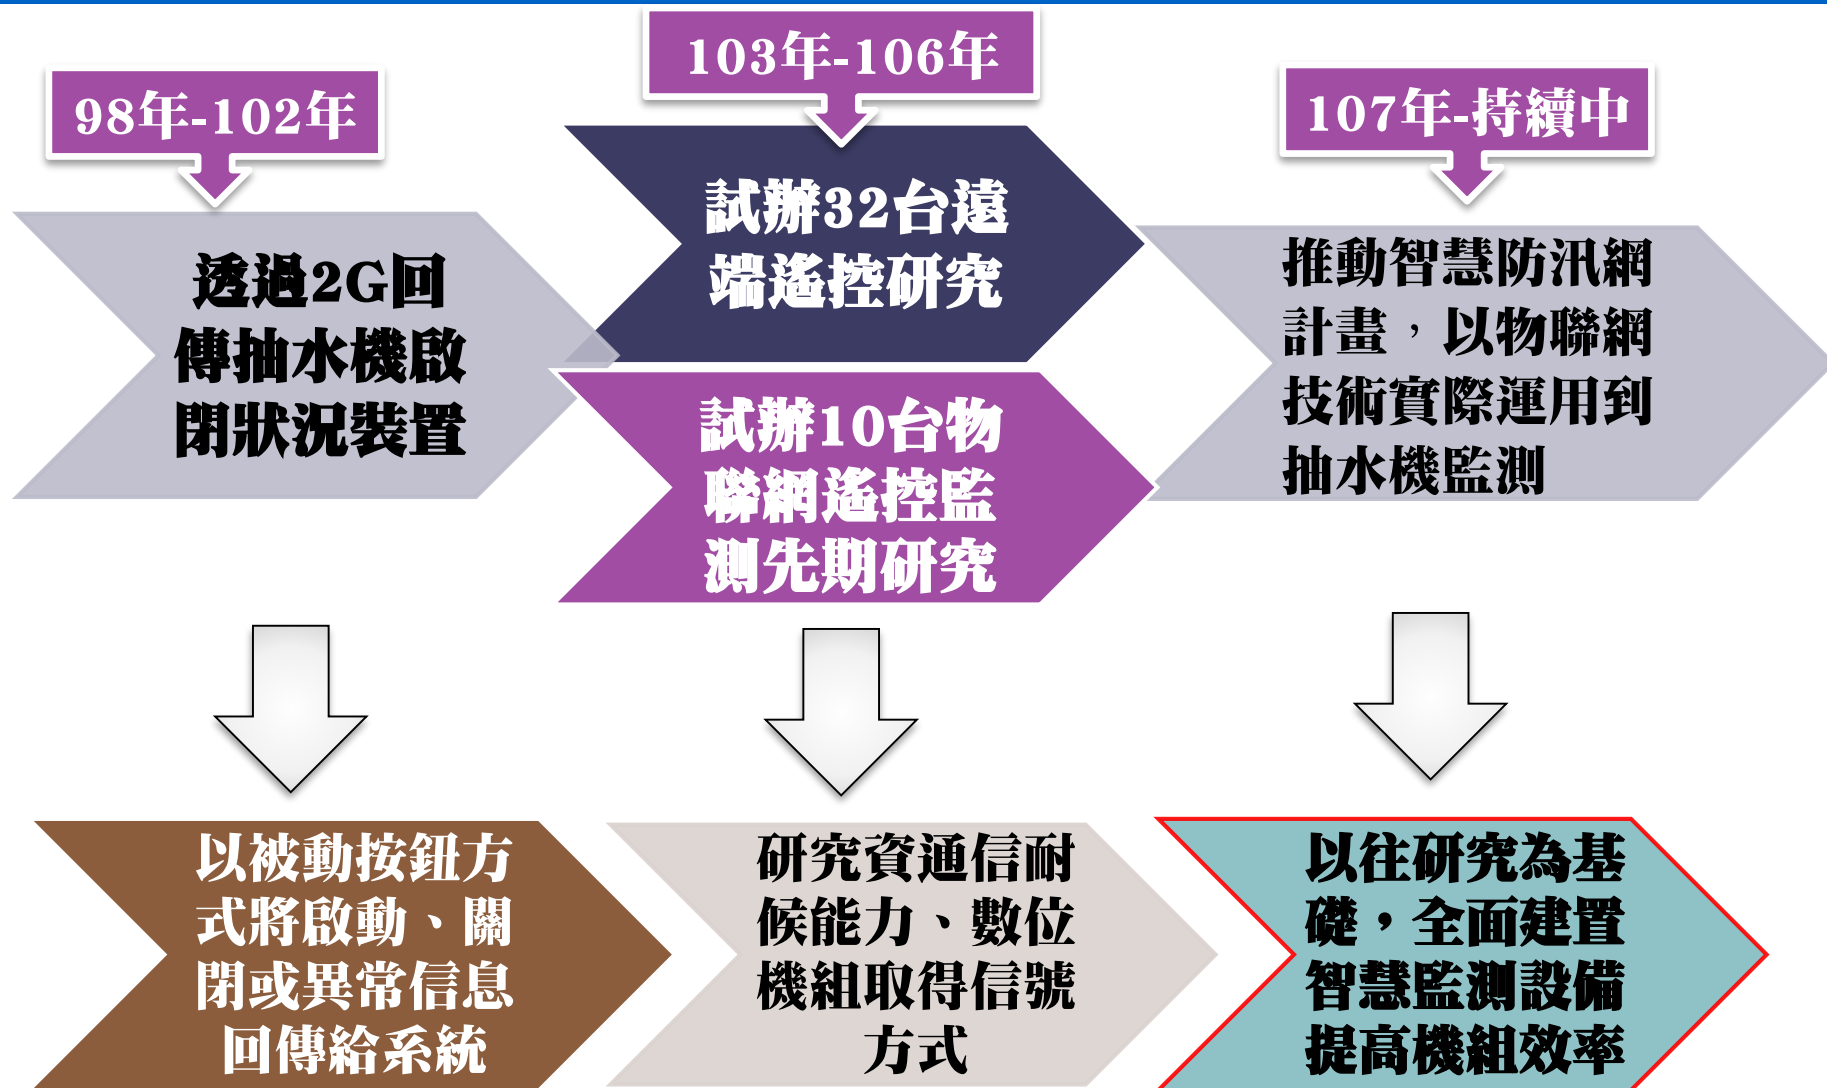 98年-102年
透過2G回
傳抽水機啟
閉狀況裝置
103年-106年
試辦32台遠
端遙控研究
試辦10台物
聯網遙控監
測先期研究
107年-持續中
推動智慧防汛網
計畫，以物聯網
技術實際運用到
抽水機監測
以被動按鈕方
式將啟動、關
閉或異常信息
回傳給系統
研究資通信耐
候能力、數位
機組取得信號
方式
以往研究為基
礎，全面建置
智慧監測設備
提高機組效率